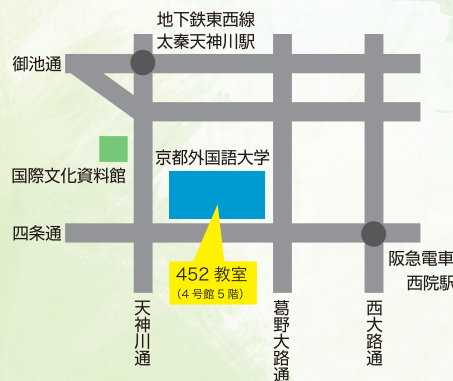 地下鉄東西線
太秦天神川駅
御池通
京都外国語大学
国際文化資料館
四条通
452 教室
(4 号館 5 階)
阪急電車
西院駅
天神川通
葛野大路通
西大路通